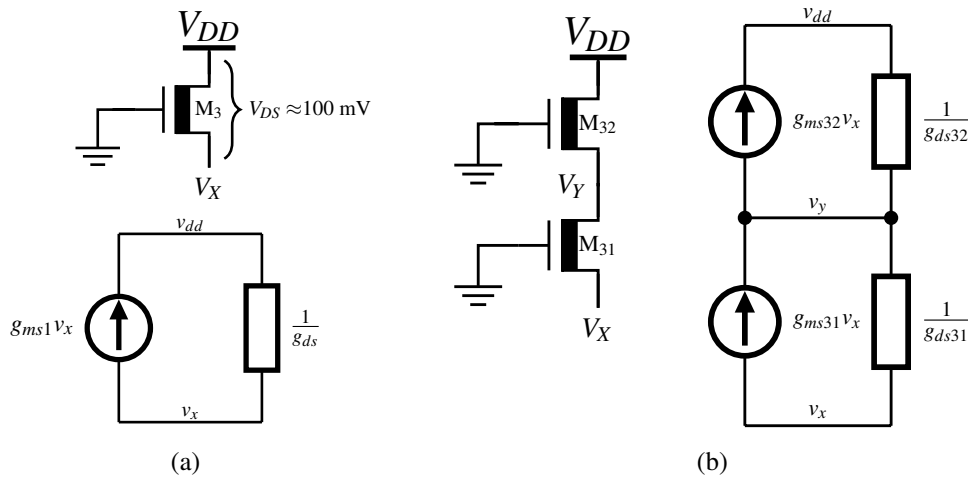 V_DD
M_3
V_DS ≈100 mV
V_X
v_dd
g_ms1 v_x
1/g_ds
v_x
(a)
V_DD
M_32
V_Y
M_31
V_X
v_dd
g_ms32 v_x
1/g_ds32
v_y
g_ms31 v_x
1/g_ds31
v_x
(b)